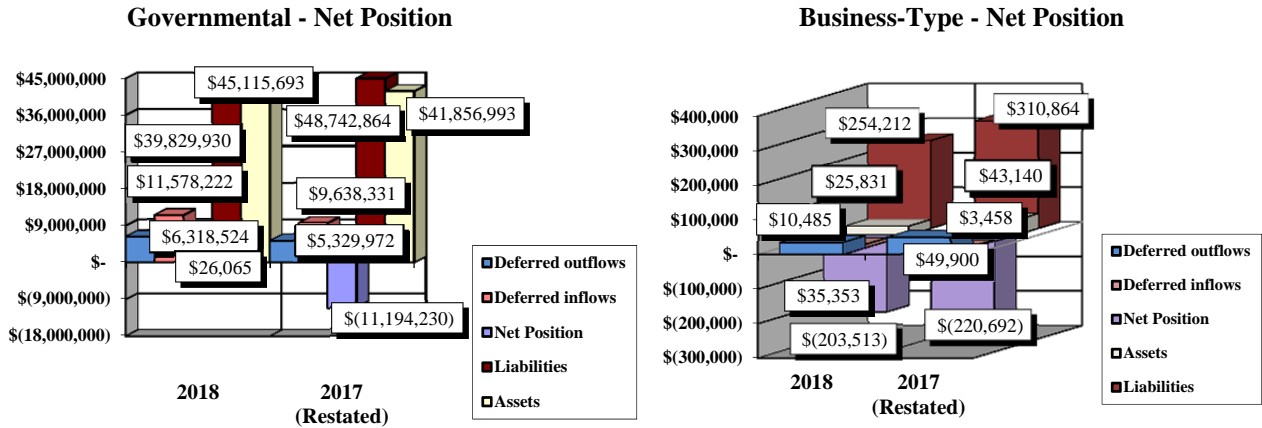 Governmental - Net Position
$45,000,000
$36,000,000
$27,000,000
$18,000,000
$9,000,000
$-
$(9,000,000)
$(18,000,000)
$45,115,693
$39,829,930
$11,578,222
$6,318,524
$26,065
$48,742,864
$41,856,993
$9,638,331
$5,329,972
$(11,194,230)
2018
2017
(Restated)
Deferred outflows
Deferred inflows
Net Position
Liabilities
Assets
Business-Type - Net Position
$400,000
$300,000
$200,000
$100,000
$-
$(100,000)
$(200,000)
$(300,000)
$254,212
$25,831
$10,485
$35,353
$(203,513)
$310,864
$43,140
$3,458
$49,900
$(220,692)
2018
2017
(Restated)
Deferred outflows
Deferred inflows
Net Position
Assets
Liabilities